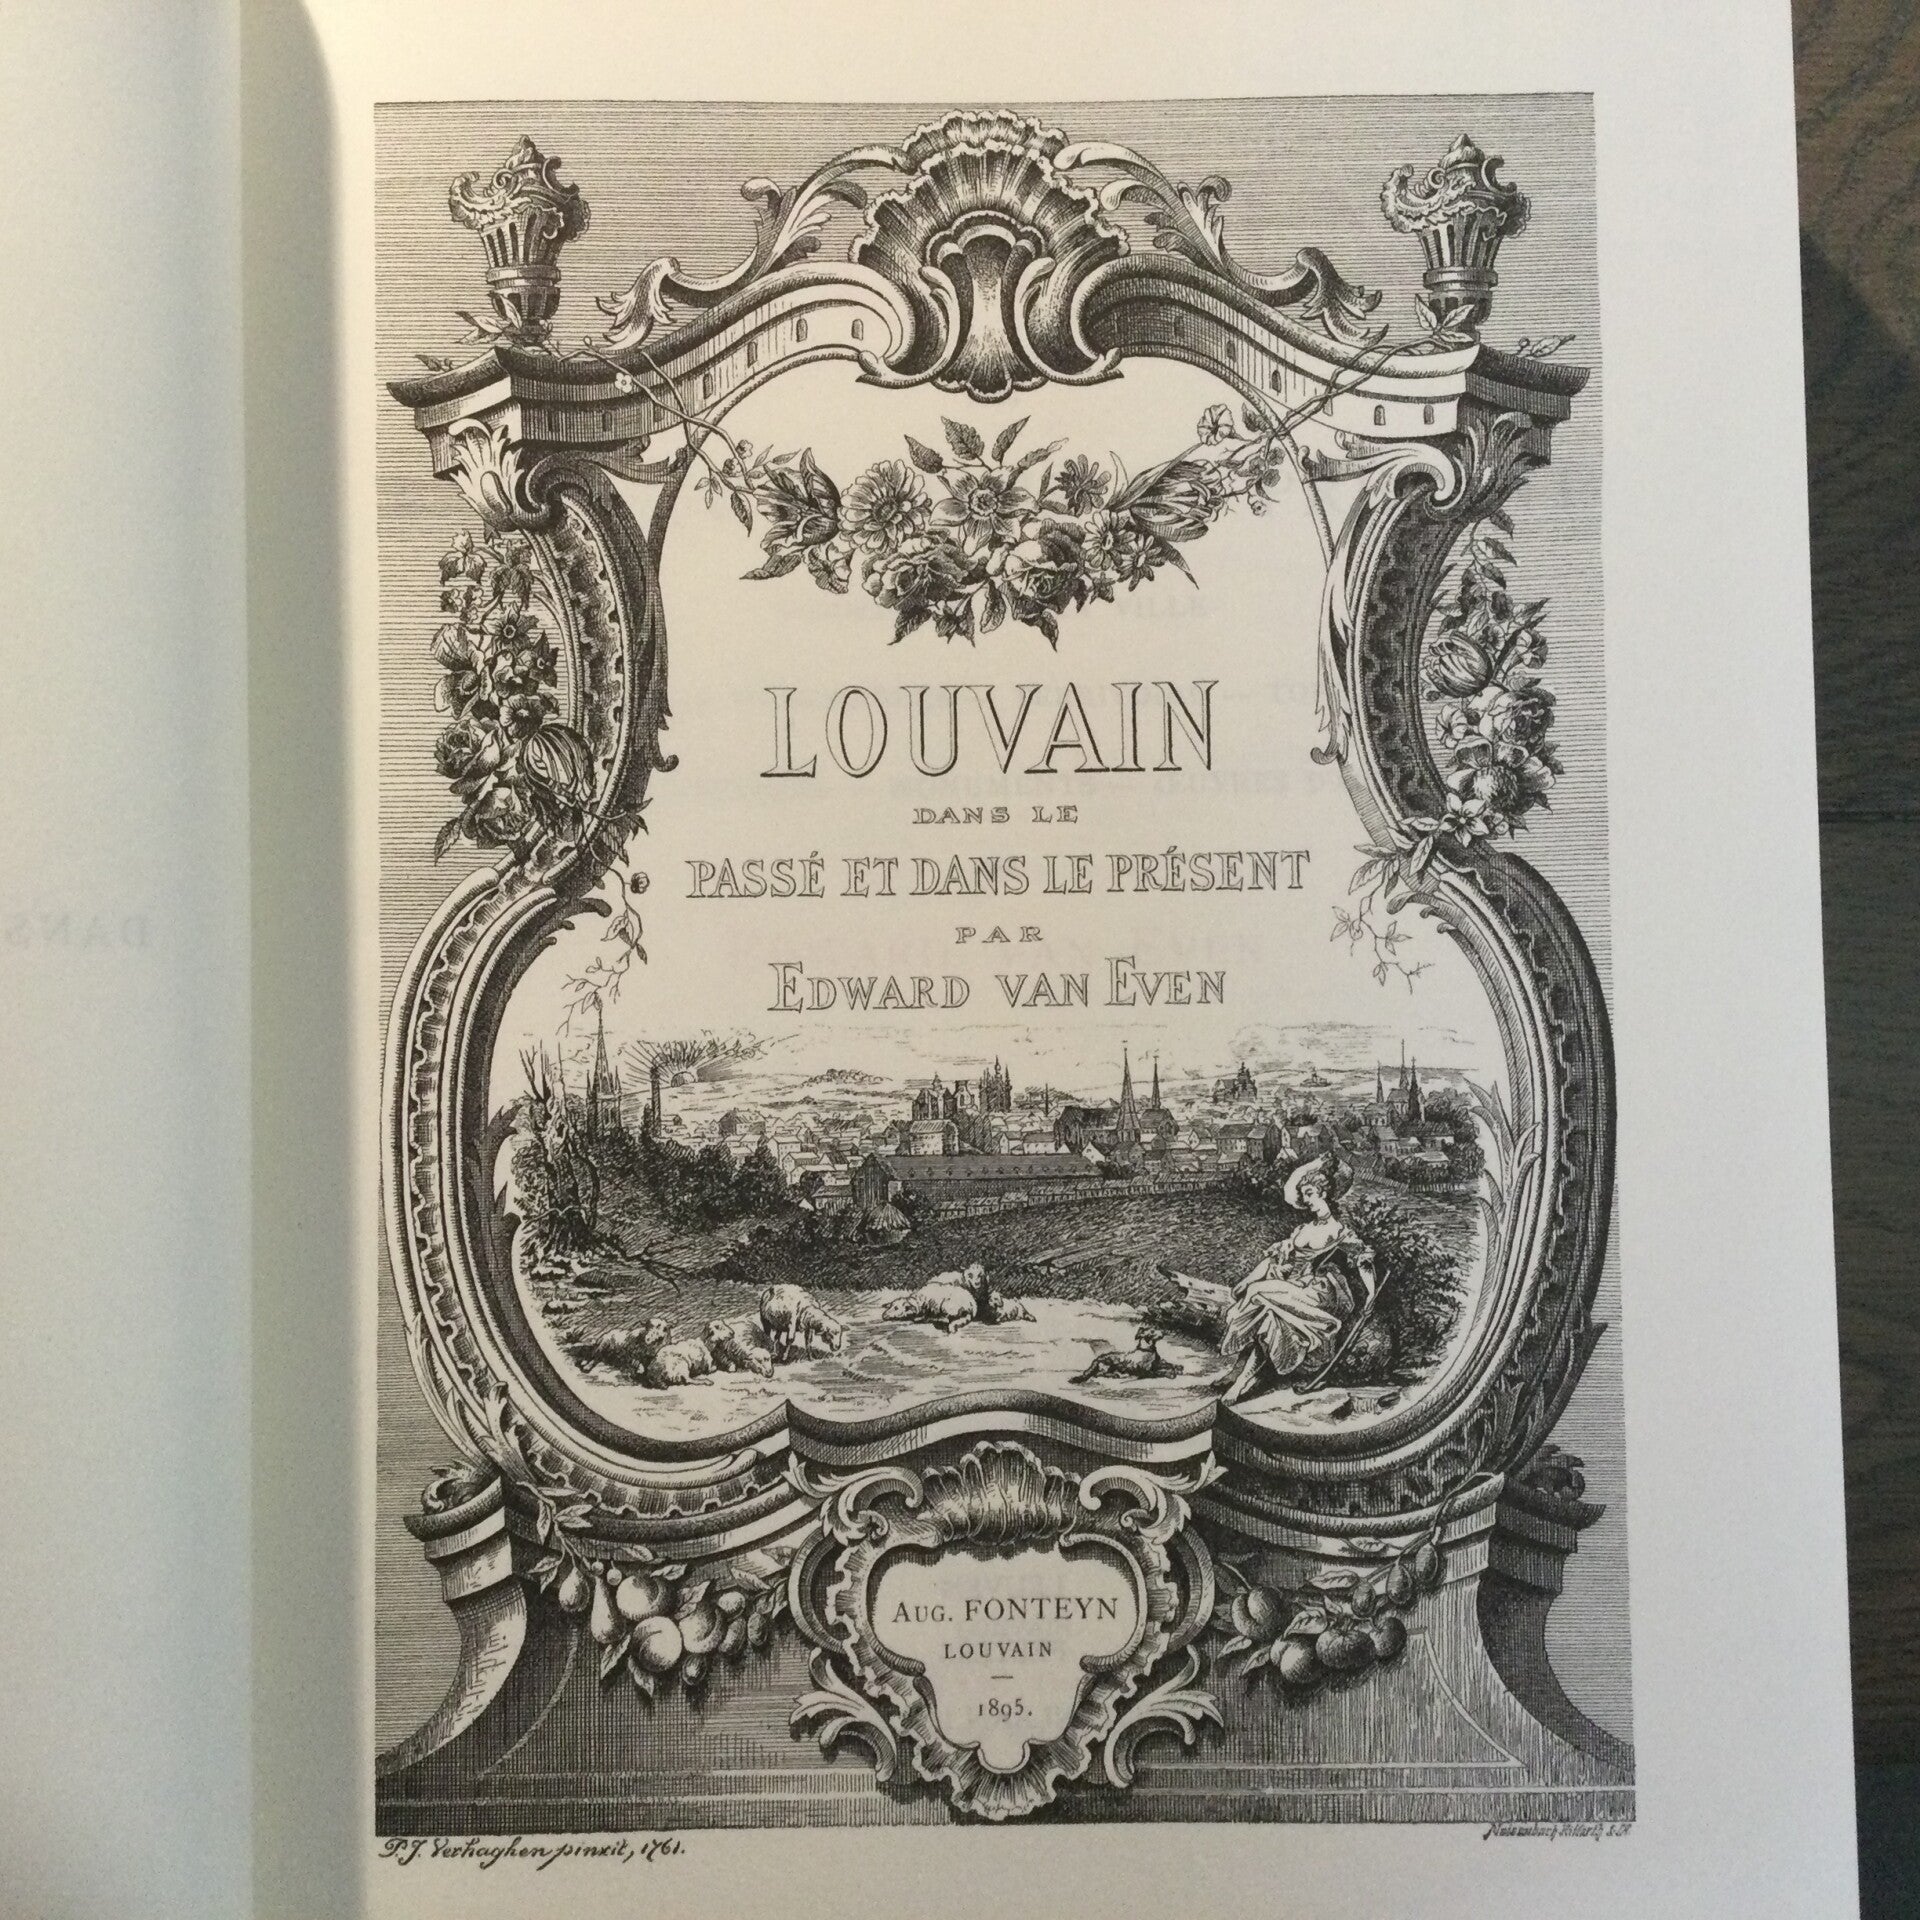 LOUVAIN
DANS LE
PASSÉ ET DANS LE PRÉSENT
PAR
EDWARD VAN EVEN
AUG. FONTEYN
LOUVAIN
1895.
P. J. Verhaghen pinxit, 1761.